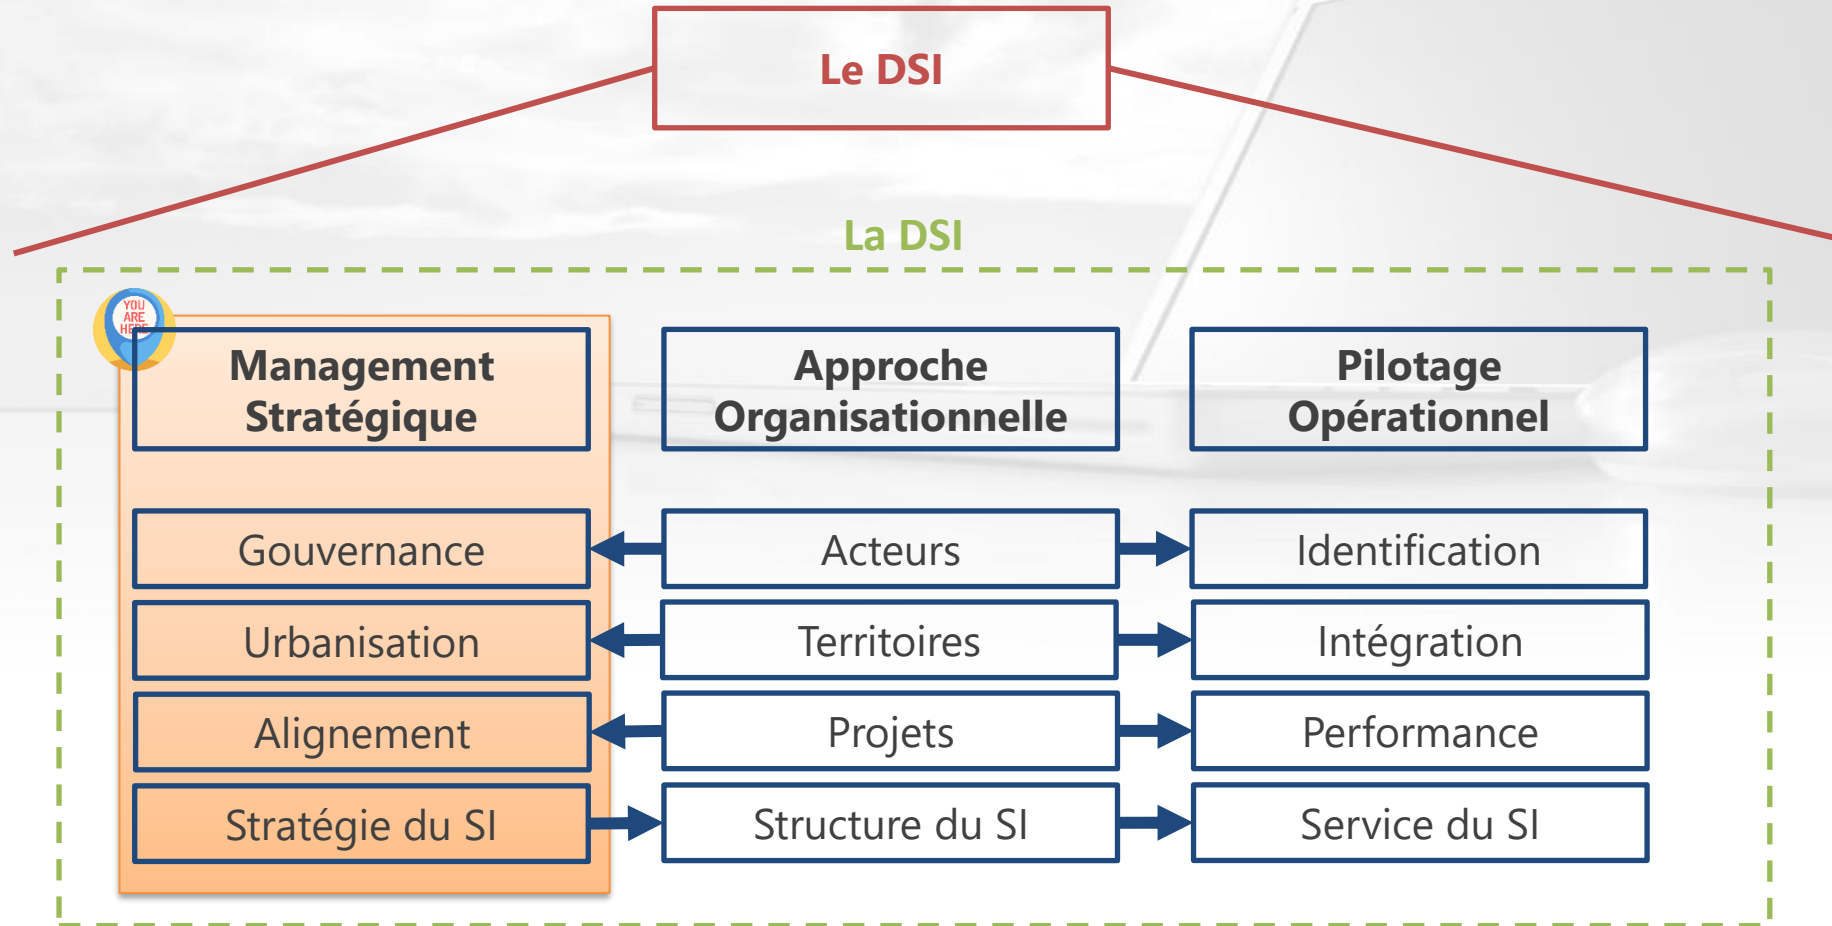 Le DSI
La DSI
YOU
ARE
HERE
Management
Stratégique
Approche
Organisationnelle
Pilotage
Opérationnel
Gouvernance
Acteurs
Identification
Urbanisation
Territoires
Intégration
Alignement
Projets
Performance
Stratégie du SI
Structure du SI
Service du SI